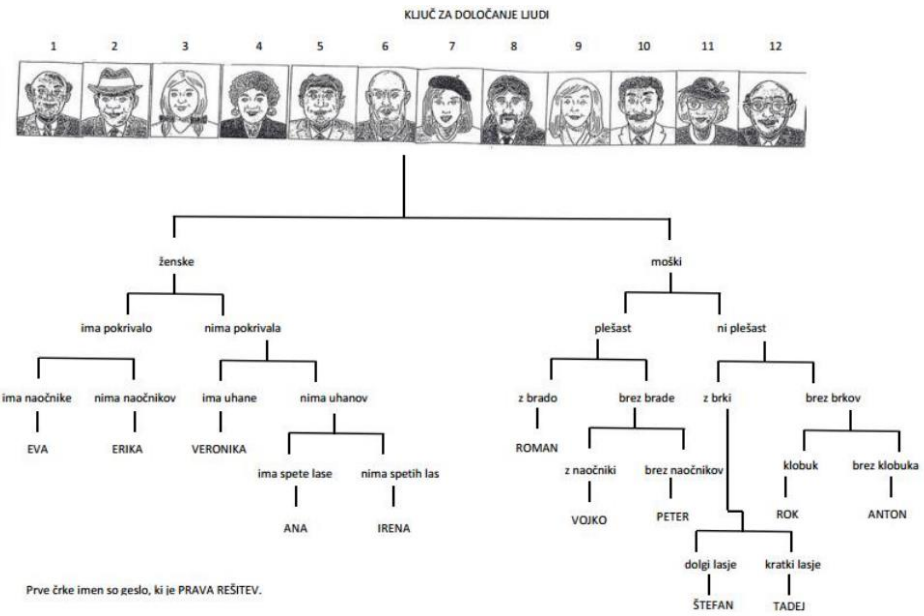 KLJUČ ZA DOLOČANJE LJUDI
1 2 3 4 5 6 7 8 9 10 11 12
ženske moški
ima pokrivalo nima pokrivala plešast ni plešast
ima naočnike nima naočnikov ima uhane nima uhanov z brado brez brade z brki brez brkov
EVA ERIKA VERONIKA ROMAN
ima spete lase nima spetih las z naočniki brez naočnikov klobuk brez klobuka
ANA IRENA VOJKO PETER ROK ANTON
dolgi lasje kratki lasje
Prve črke imen so geslo, ki je PRAVA REŠITEV.
ŠTEFAN TADEJ